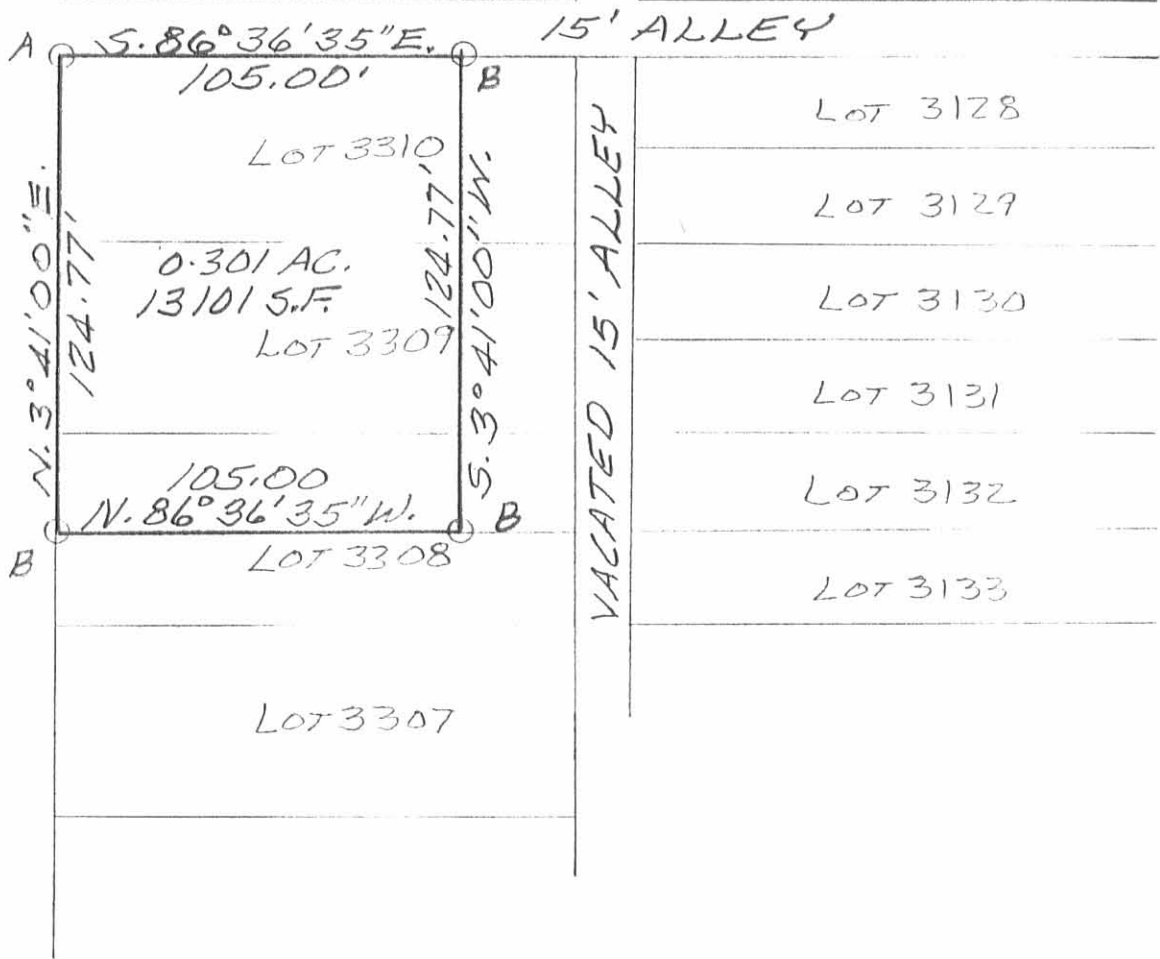 15' ALLEY
A S. 86° 36' 35" E.
105.00'
B
LOT 3310
N. 3° 41' 00" E.
124.77'
124.77'
S. 3° 41' 00" W.
0.301 AC.
13101 S.F.
LOT 3309
105.00
N. 86° 36' 35" W.
B
B
LOT 3308
LOT 3307
VACATED 15' ALLEY
LOT 3128
LOT 3129
LOT 3130
LOT 3131
LOT 3132
LOT 3133